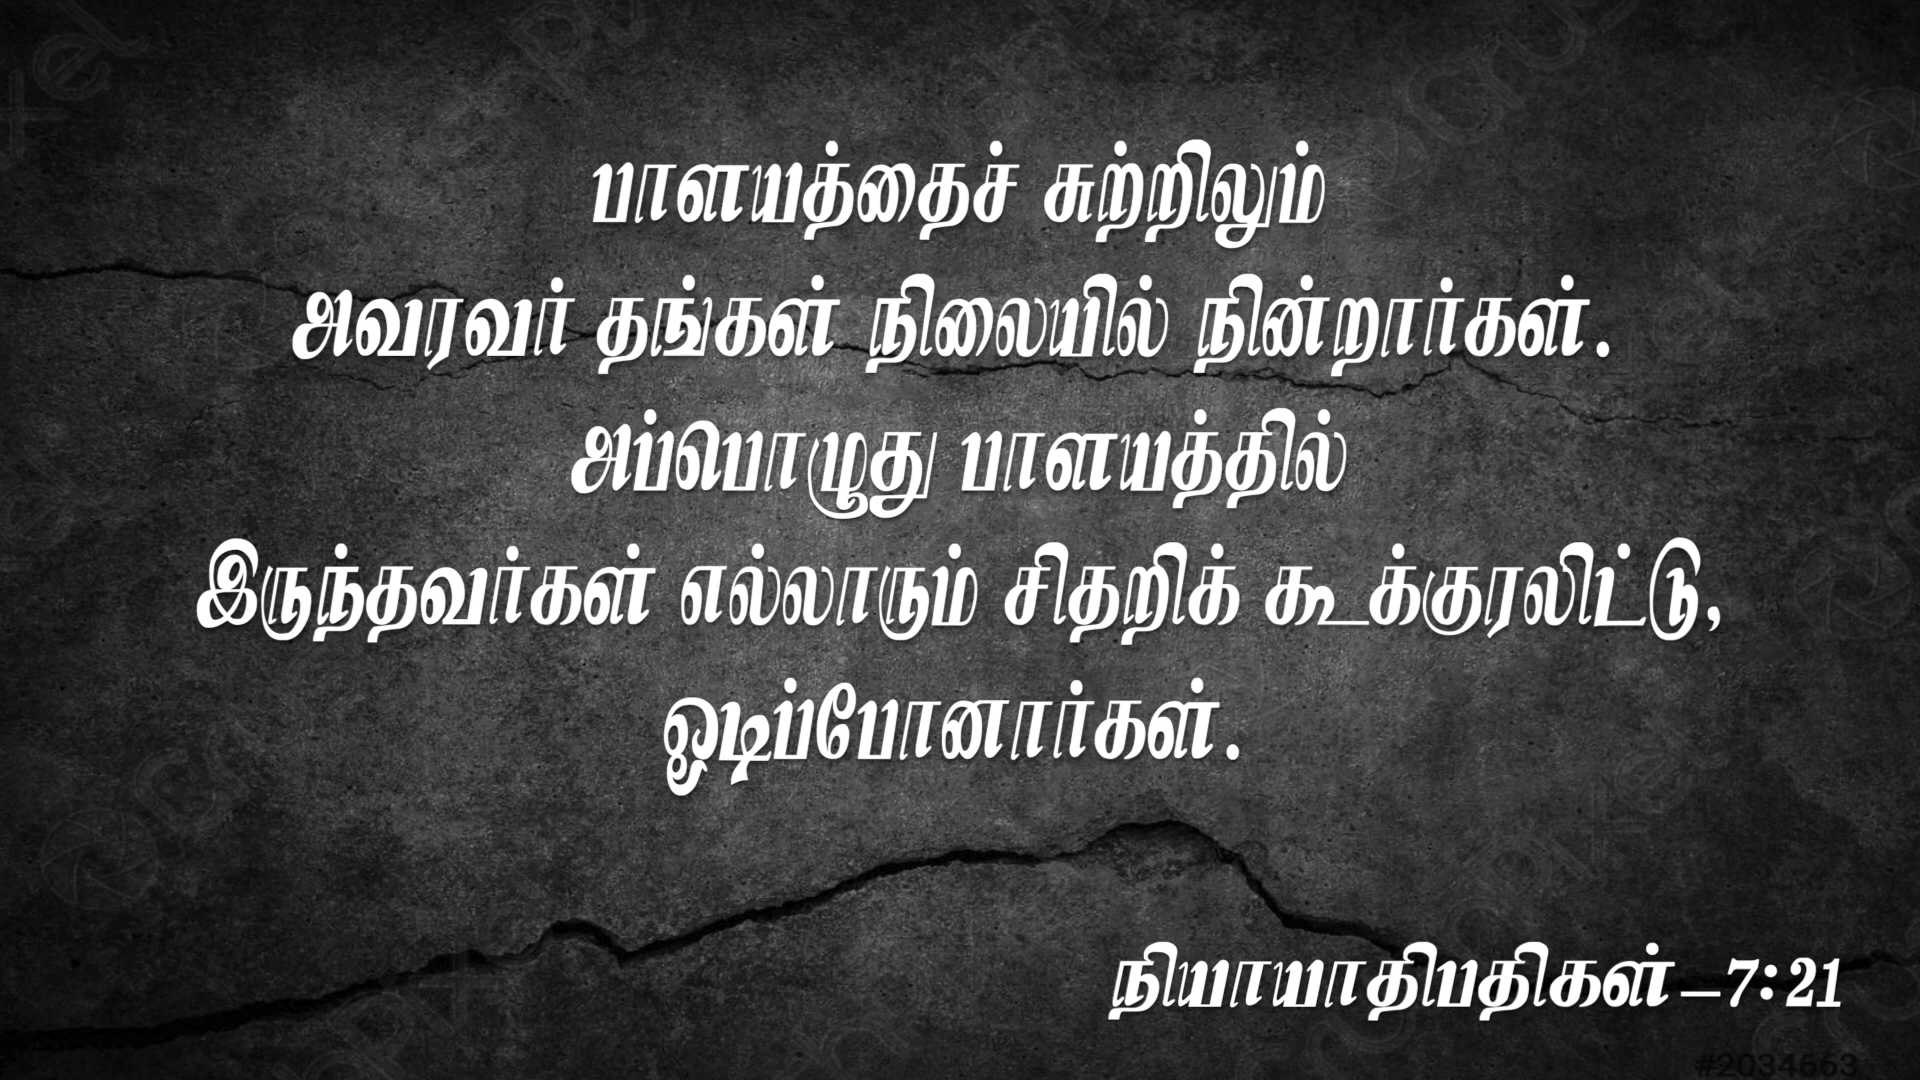 பாளயத்தைச் சுற்றிலும்
அவரவர் தங்கள் நிலையில் நின்றார்கள்.
அப்பொழுது பாளயத்தில்
இருந்தவர்கள் எல்லாரும் சிதறிக் கூக்குரலிட்டு,
ஓடிப்போனார்கள்.
நியாயாதிபதிகள் –7:21
#2034663